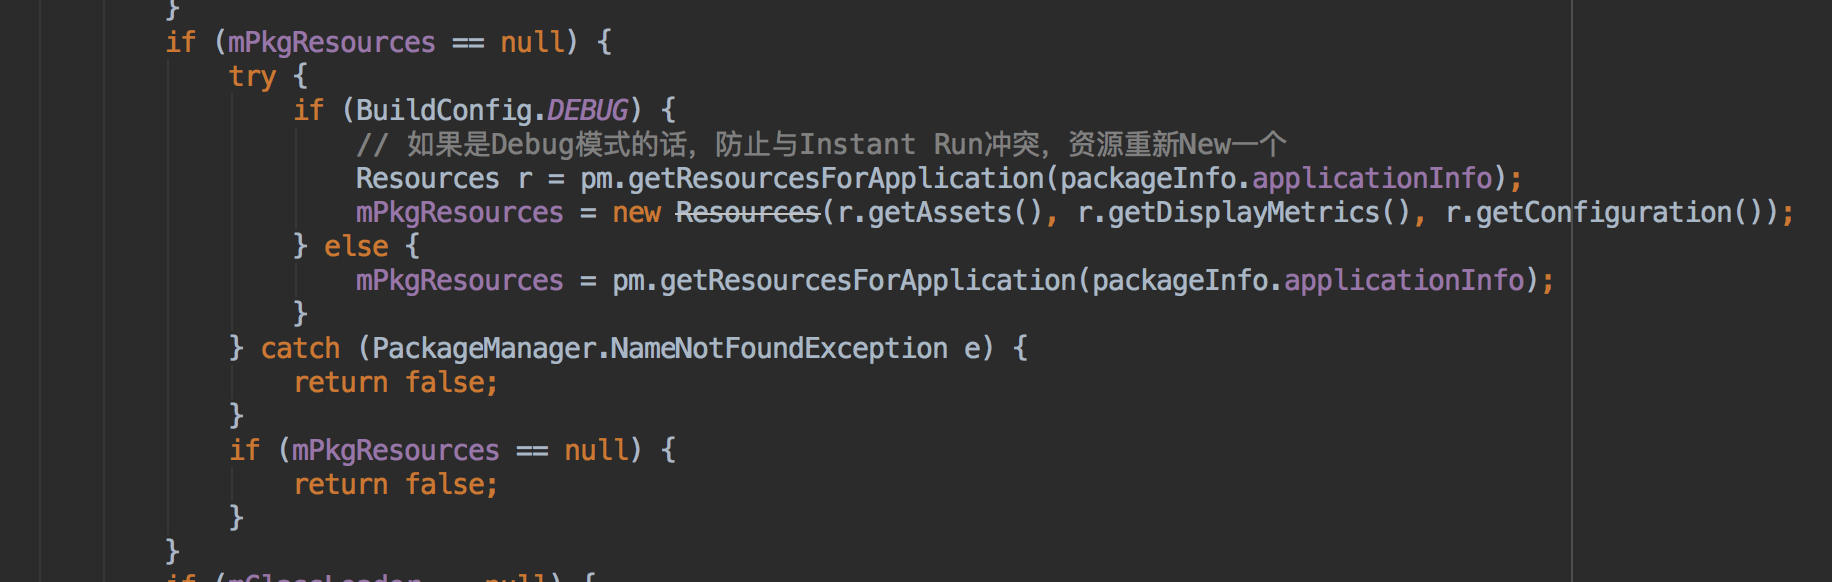 }
if (mPkgResources == null) {
try {
if (BuildConfig.DEBUG) {
// 如果是Debug模式的话，防止与Instant Run冲突，资源重新New一个
Resources r = pm.getResourcesForApplication(packageInfo.applicationInfo);
mPkgResources = new Resources(r.getAssets(), r.getDisplayMetrics(), r.getConfiguration());
} else {
mPkgResources = pm.getResourcesForApplication(packageInfo.applicationInfo);
}
} catch (PackageManager.NameNotFoundException e) {
return false;
}
if (mPkgResources == null) {
return false;
}
}
if (mClassLoader == null) {